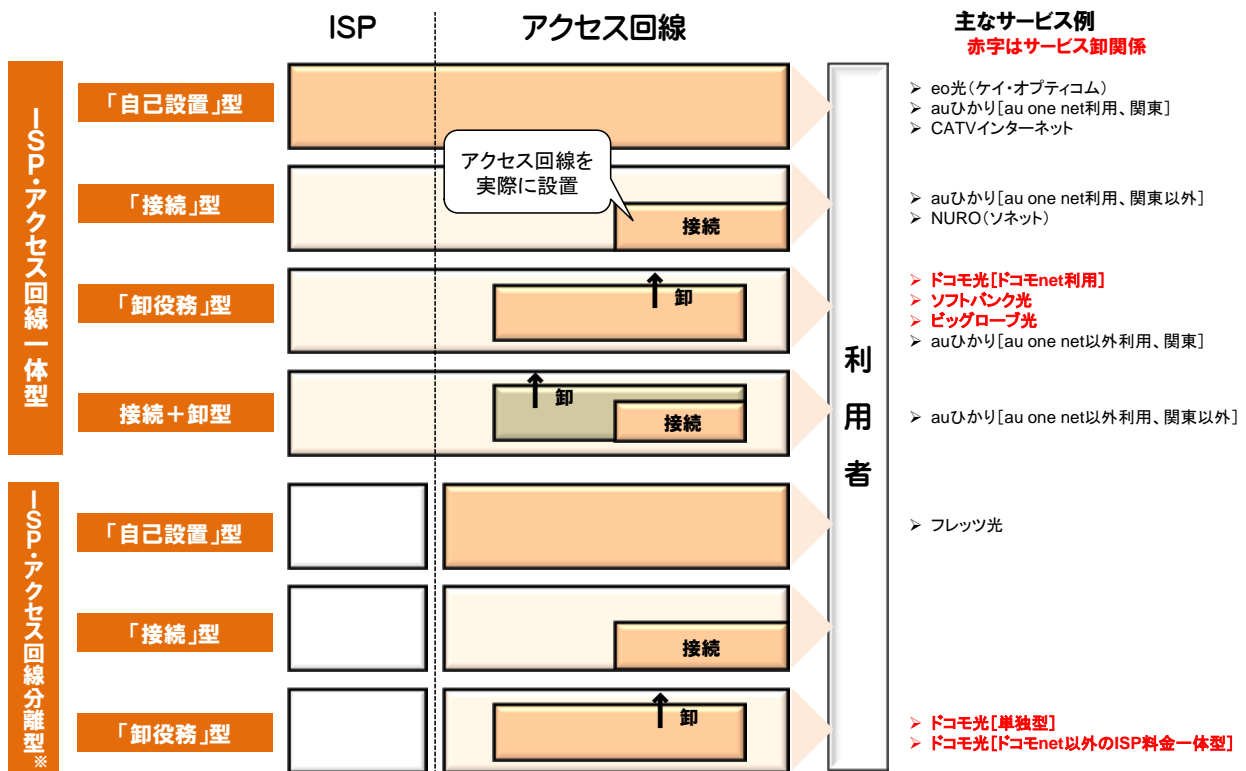 ISP
アクセス回線
主なサービス例
赤字はサービス卸関係
ISP・アクセス回線一体型
「自己設置」型
アクセス回線を
実際に設置
➢ eo光（ケイ・オプティコム）
➢ auひかり[au one net利用、関東]
➢ CATVインターネット
「接続」型
接続
➢ auひかり[au one net利用、関東以外]
➢ NURO（ソネット）
「卸役務」型
↑ 卸
➢ ドコモ光[ドコモnet利用]
➢ ソフトバンク光
➢ ビッグローブ光
➢ auひかり[au one net以外利用、関東]
接続＋卸型
↑ 卸
接続
➢ auひかり[au one net以外利用、関東以外]
利用者
ISP・アクセス回線分離型※
「自己設置」型
➢ フレッツ光
「接続」型
接続
「卸役務」型
↑ 卸
➢ ドコモ光[単独型]
➢ ドコモ光[ドコモnet以外のISP料金一体型]